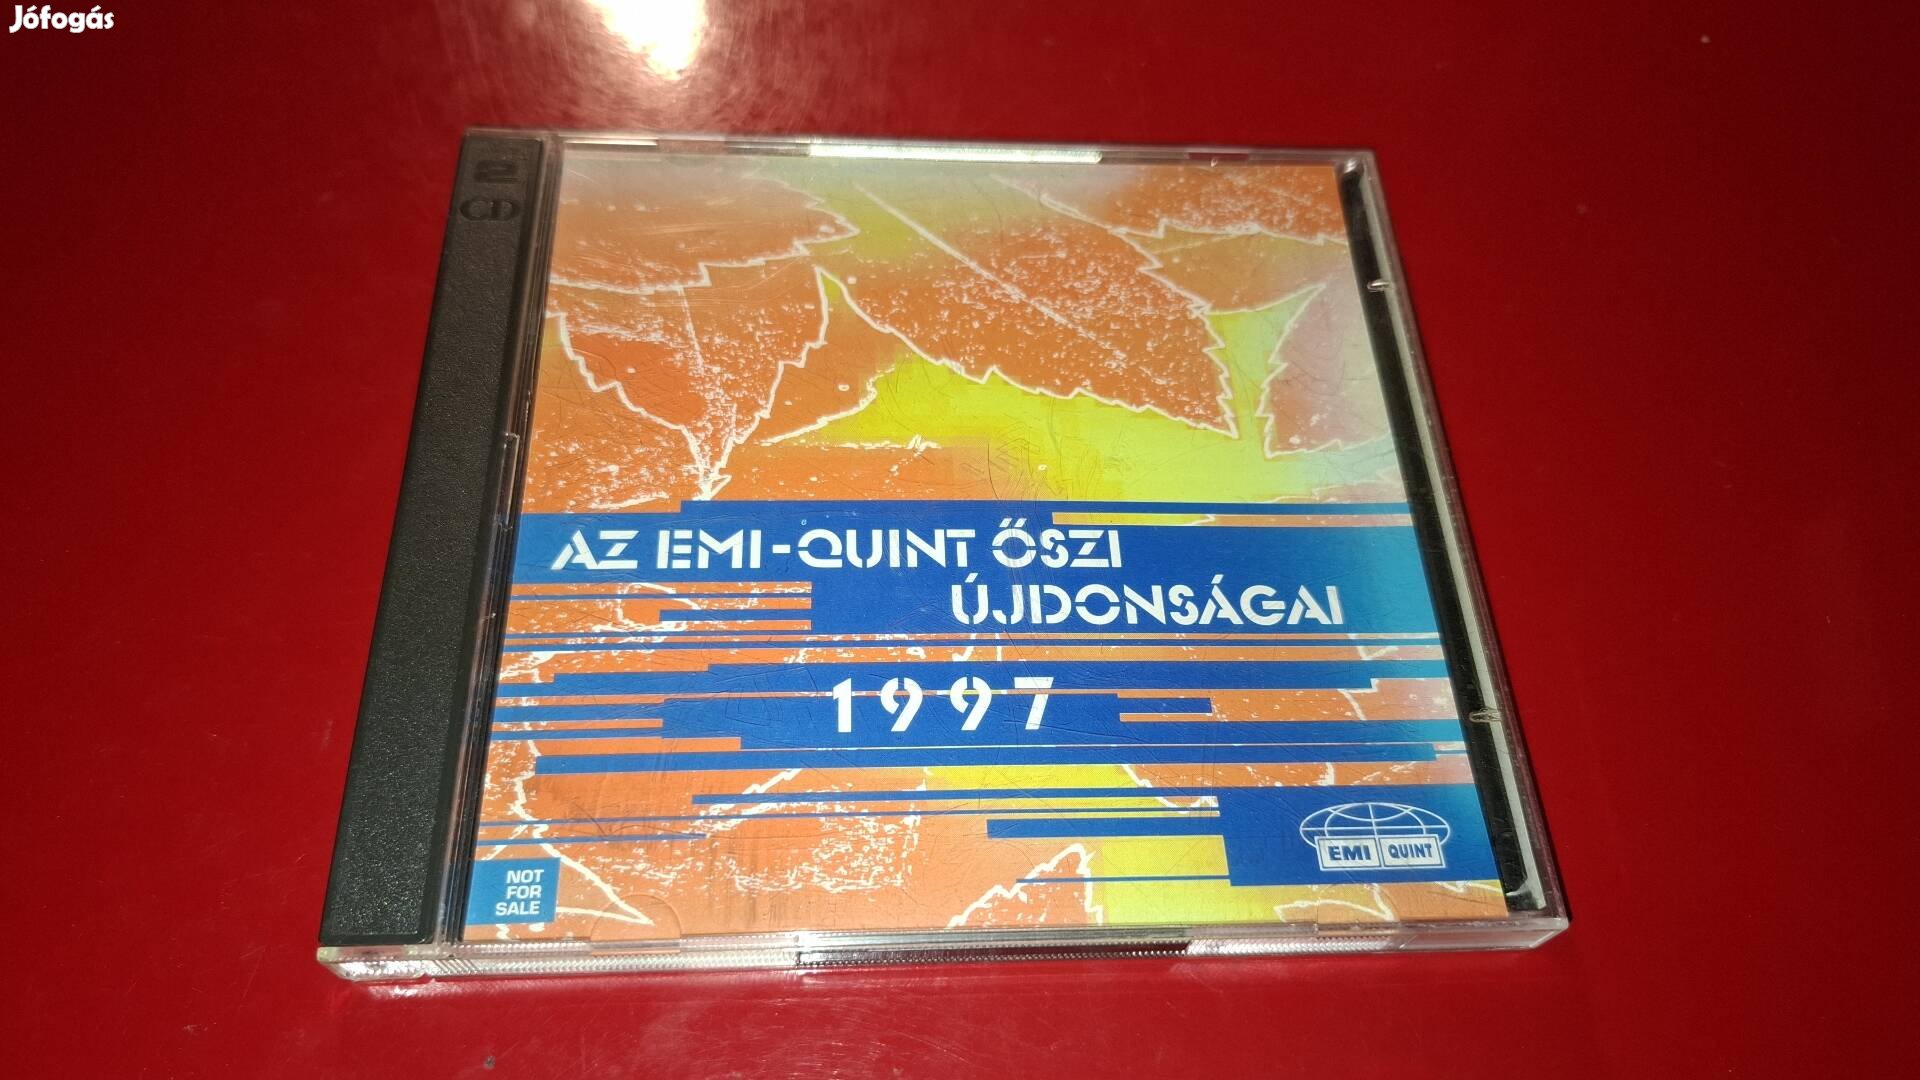 Jófogás
2
CD
AZ EMI-QUINT ŐSZI
ÚJDONSÁGAI
1997
NOT
FOR
SALE
EMI QUINT